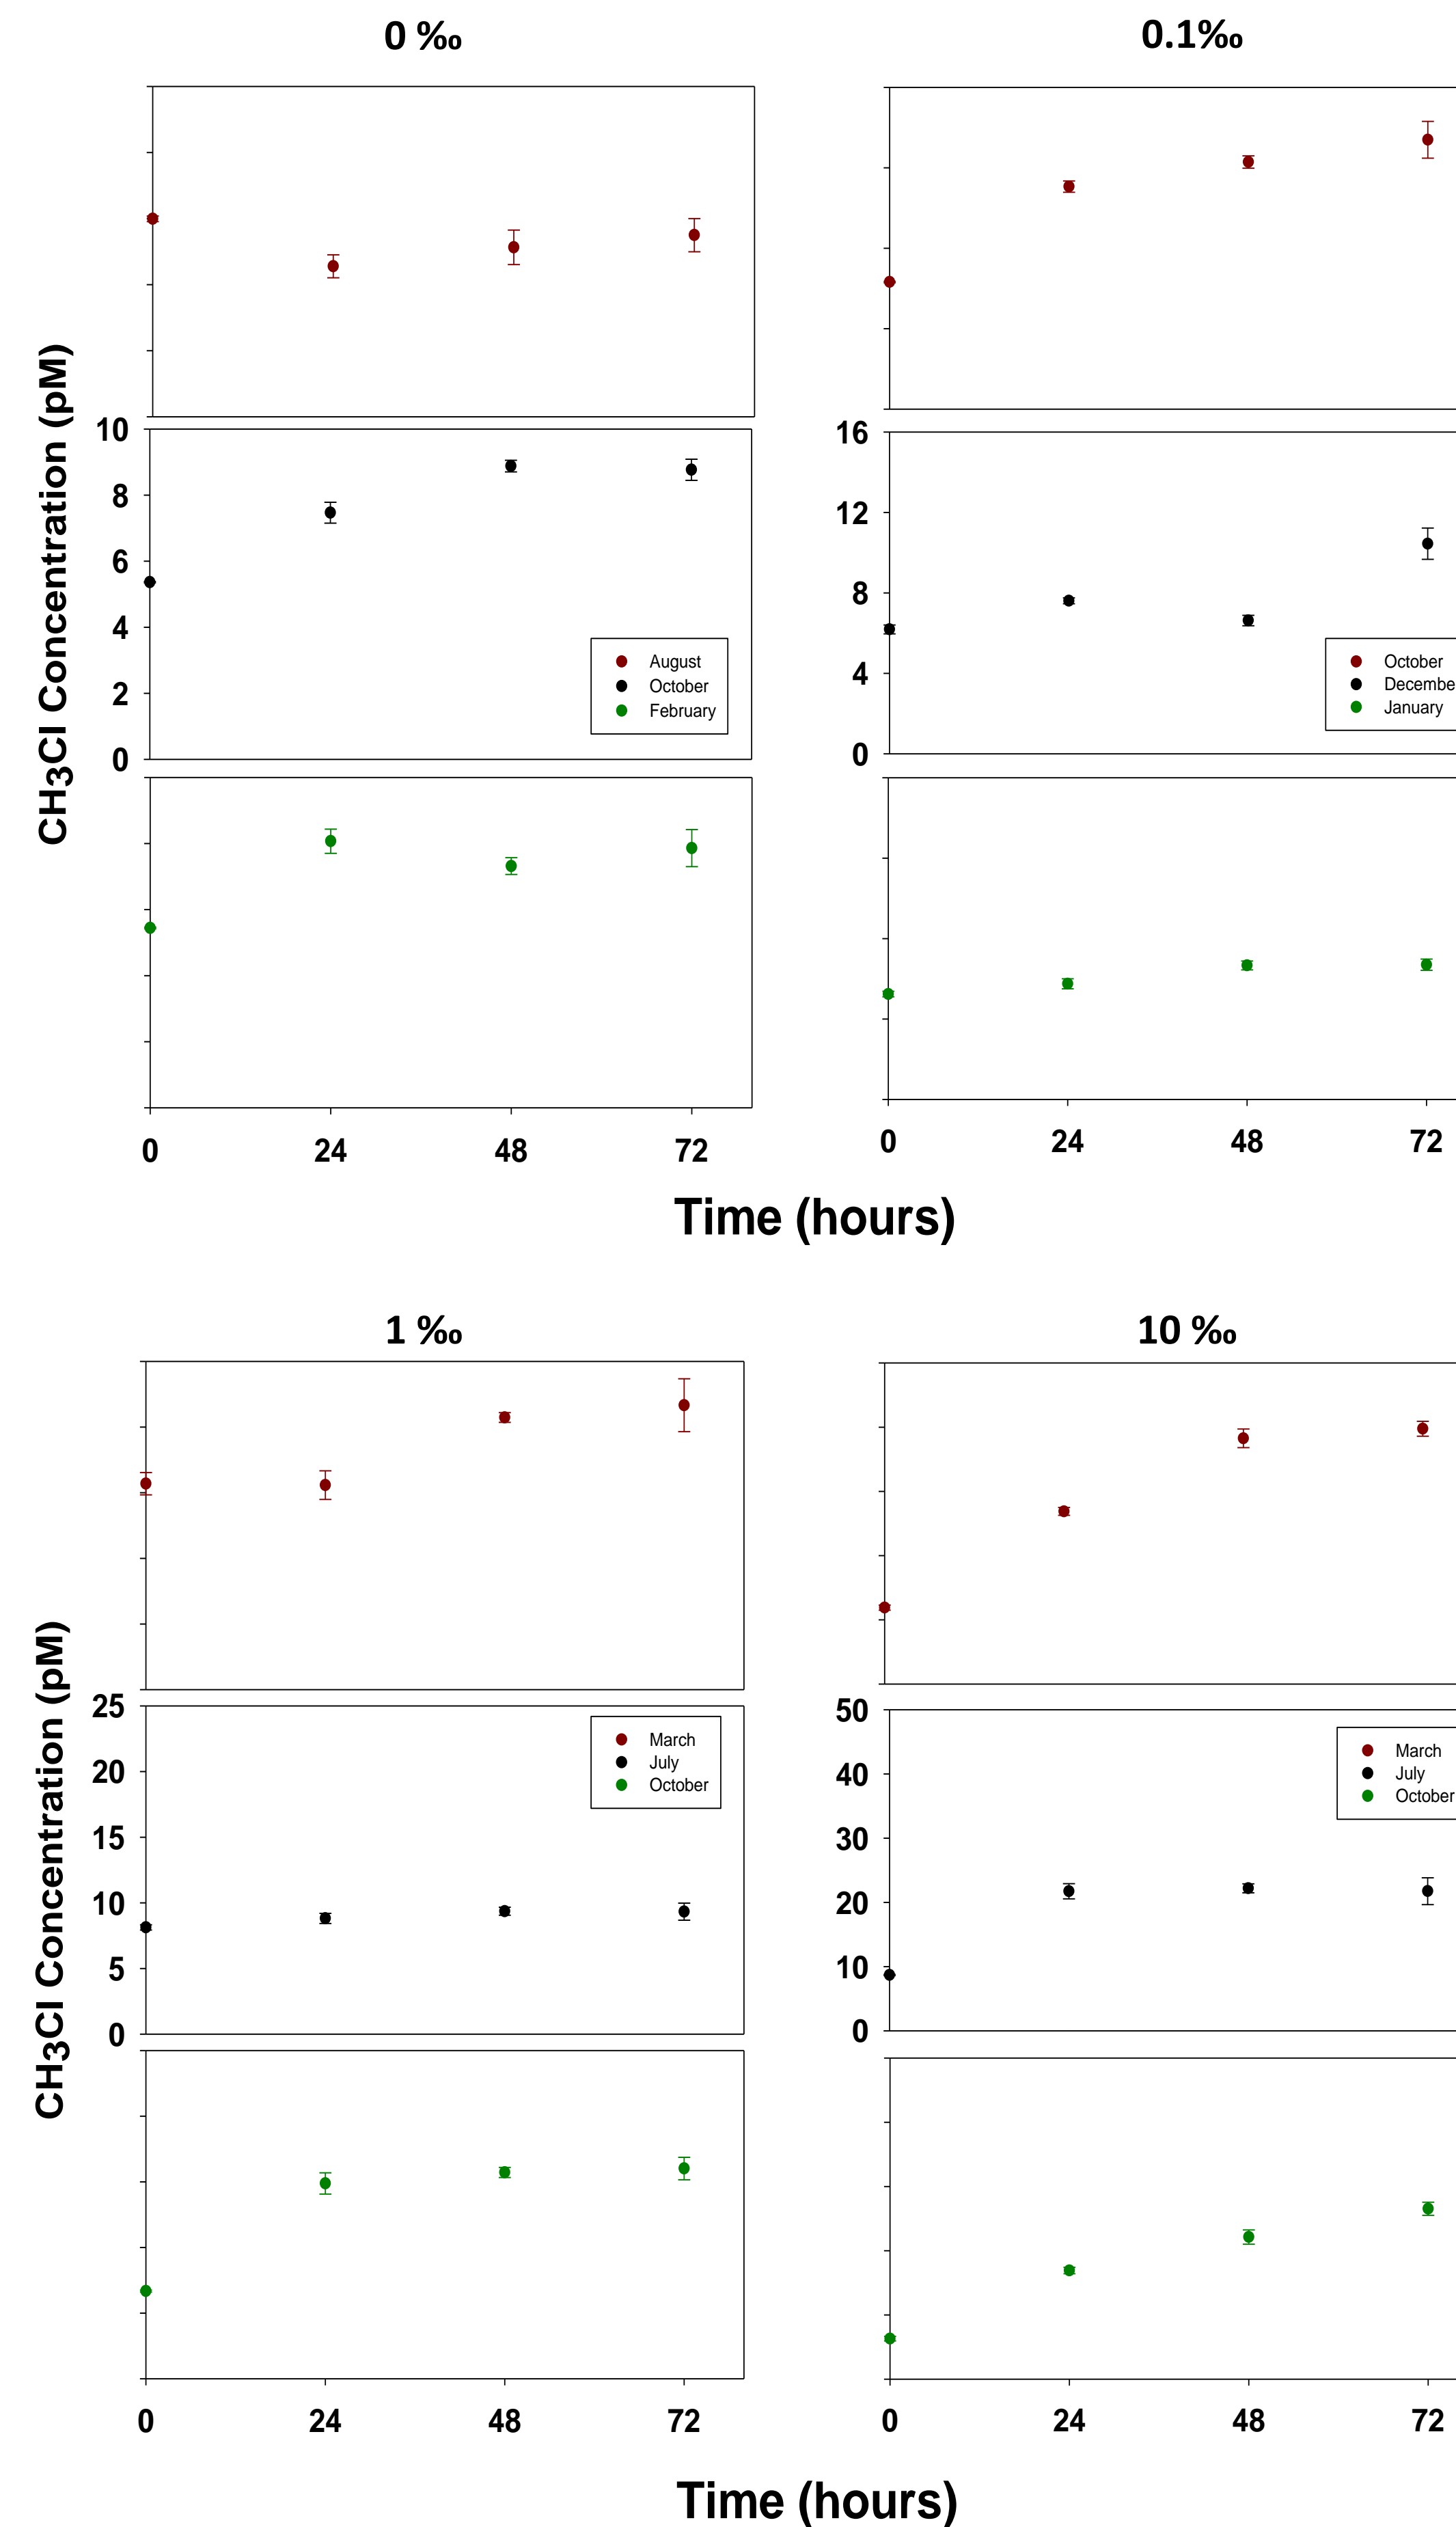 0 ‰
0.1‰
CH3Cl Concentration (pM)
10
8
6
4
2
0
August
October
February
16
12
8
4
0
October
Decembe
January
0 24 48 72
0 24 48 72
Time (hours)
1 ‰
10 ‰
CH3Cl Concentration (pM)
25
20
15
10
5
0
March
July
October
50
40
30
20
10
0
March
July
October
0 24 48 72
0 24 48 72
Time (hours)